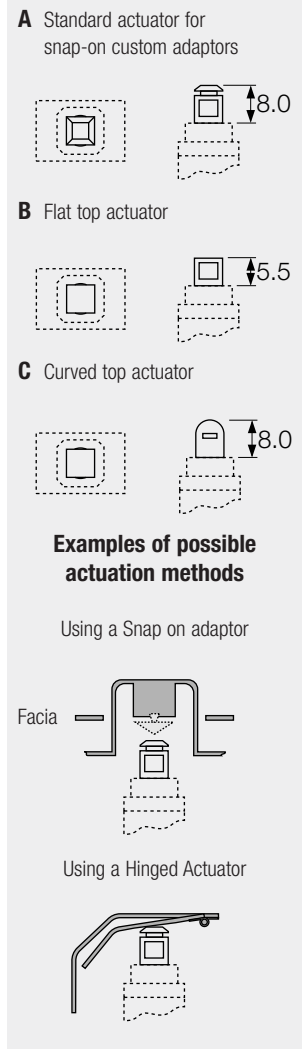 A Standard actuator for
snap-on custom adaptors
8.0
B Flat top actuator
5.5
C Curved top actuator
8.0
Examples of possible
actuation methods
Using a Snap on adaptor
Facia
Using a Hinged Actuator